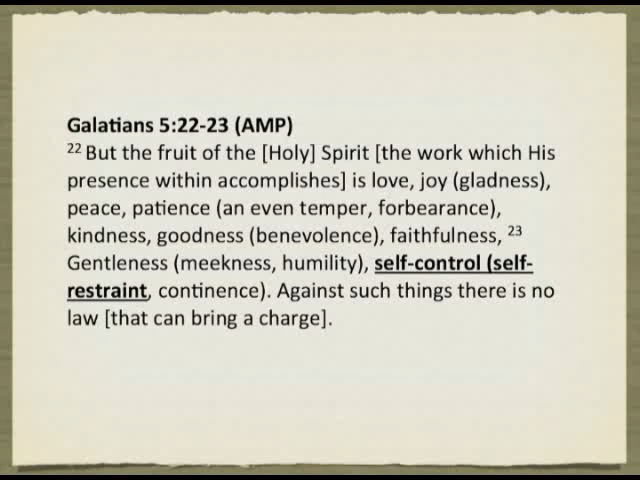 Galatians 5:22-23 (AMP)
22 But the fruit of the [Holy] Spirit [the work which His
presence within accomplishes] is love, joy (gladness),
peace, patience (an even temper, forbearance),
kindness, goodness (benevolence), faithfulness, 23
Gentleness (meekness, humility), self-control (self-
restraint, continence). Against such things there is no
law [that can bring a charge].